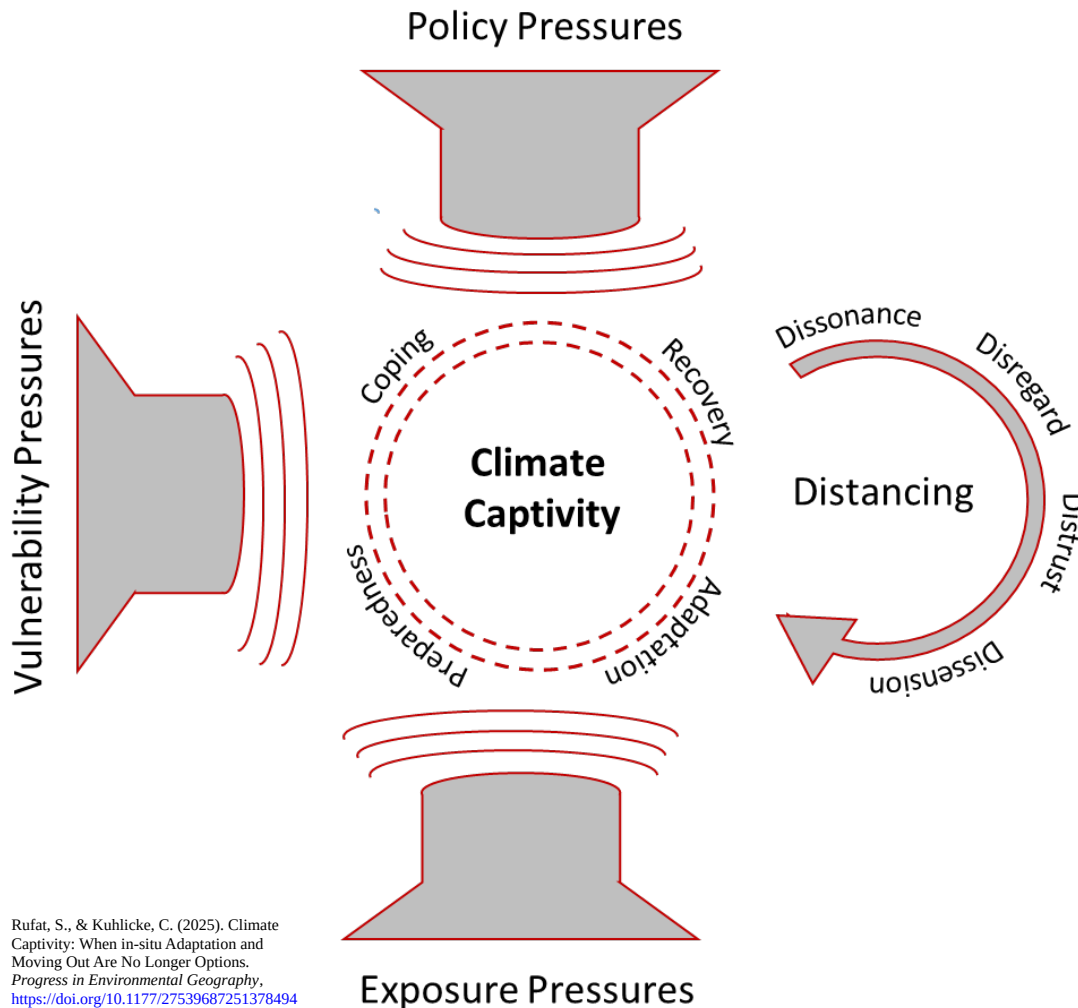 Policy Pressures
Vulnerability Pressures
Coping
Recovery
Climate
Captivity
Preparedness
Adaptation
Dissonance
Disregard
Distancing
Distrust
Dissension
Exposure Pressures
Rufat, S., & Kuhlicke, C. (2025). Climate
Captivity: When in-situ Adaptation and
Moving Out Are No Longer Options.
Progress in Environmental Geography,
https://doi.org/10.1177/27539687251378494